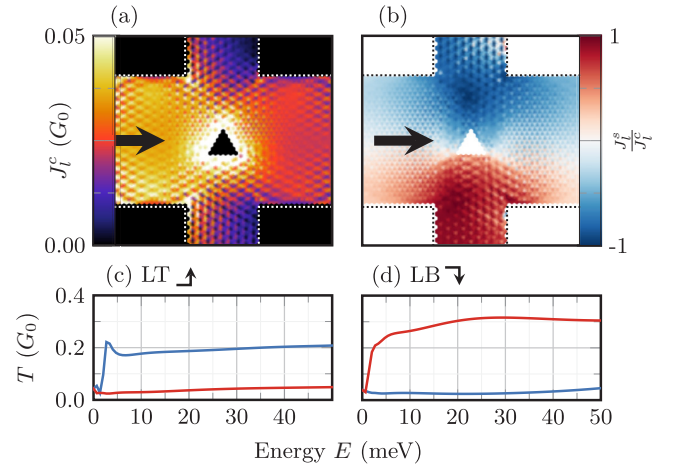 (a) (b)
0.05
J_l^c (G_0)
0.00
1
J_l^s / J_l^c
-1
(c) LT (d) LB
0.4
0.2
0.0
T (G_0)
0 10 20 30 40
0 10 20 30 40 50
Energy E (meV)